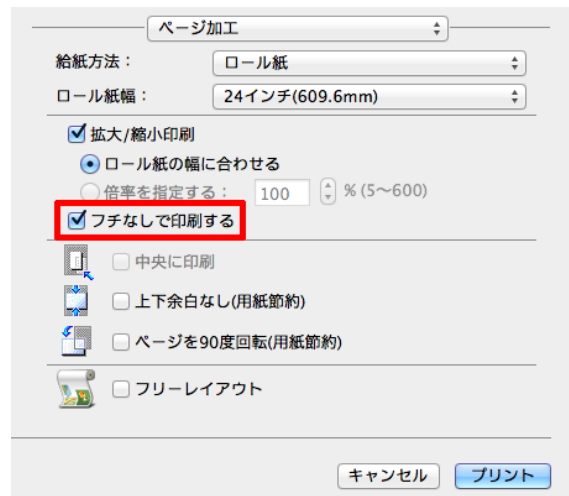 ページ加工
給紙方法： ロール紙
ロール紙幅： 24インチ(609.6mm)
拡大/縮小印刷
ロール紙の幅に合わせる
倍率を指定する： 100 % (5～600)
フチなしで印刷する
中央に印刷
上下余白なし(用紙節約)
ページを90度回転(用紙節約)
フリーレイアウト
キャンセル プリント